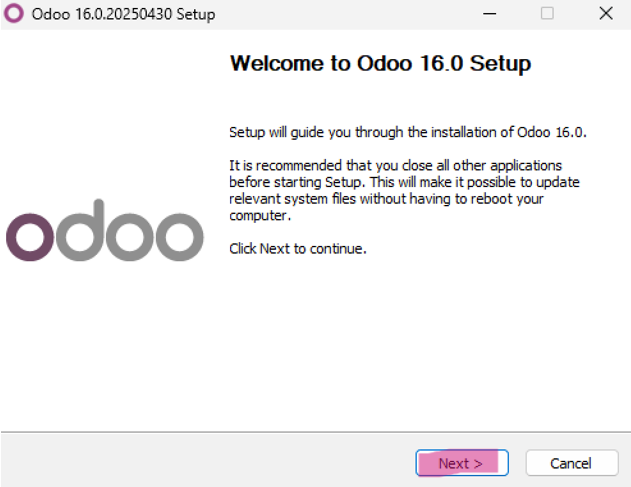 Odoo 16.0.20250430 Setup
Welcome to Odoo 16.0 Setup
Setup will guide you through the installation of Odoo 16.0.
It is recommended that you close all other applications
before starting Setup. This will make it possible to update
relevant system files without having to reboot your
computer.
odoo
Click Next to continue.
Next >
Cancel